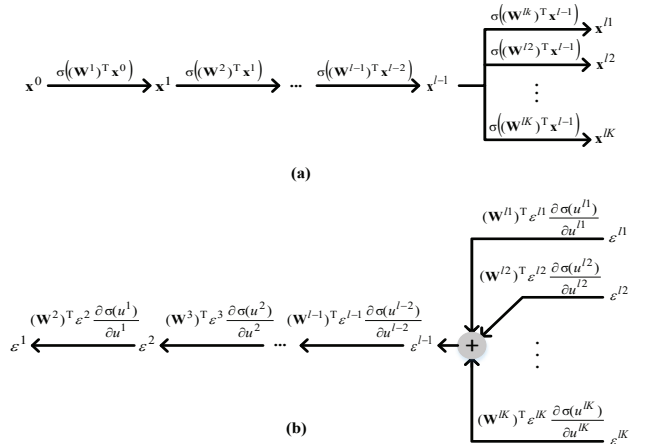 σ((W^{lk})^T x^{l-1})
x^{l1}
σ((W^{l2})^T x^{l-1})
x^{l2}
x^0 σ((W^1)^T x^0) x^1 σ((W^2)^T x^1) ... σ((W^{l-1})^T x^{l-2}) x^{l-1}
⋮
σ((W^{lK})^T x^{l-1})
x^{lK}
(a)
(W^{l1})^T ε^{l1} ∂σ(u^{l1})/∂u^{l1}
ε^{l1}
(W^{l2})^T ε^{l2} ∂σ(u^{l2})/∂u^{l2}
ε^{l2}
(W^2)^T ε^2 ∂σ(u^1)/∂u^1 (W^3)^T ε^3 ∂σ(u^2)/∂u^2 (W^{l-1})^T ε^{l-1} ∂σ(u^{l-2})/∂u^{l-2}
ε^1 ε^2 ... ε^{l-1} +
⋮
(W^{lK})^T ε^{lK} ∂σ(u^{lK})/∂u^{lK}
ε^{lK}
(b)